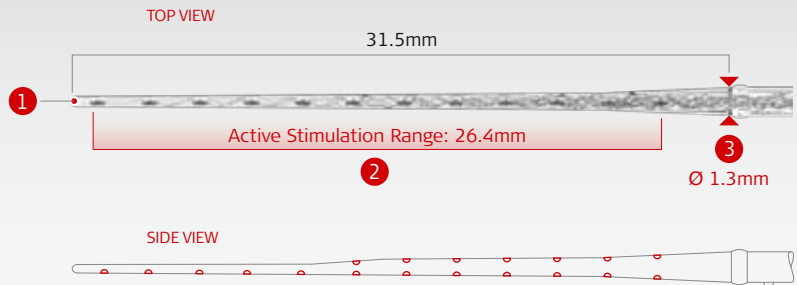 TOP VIEW
31.5mm
1
Active Stimulation Range: 26.4mm
2
3
Ø 1.3mm
SIDE VIEW